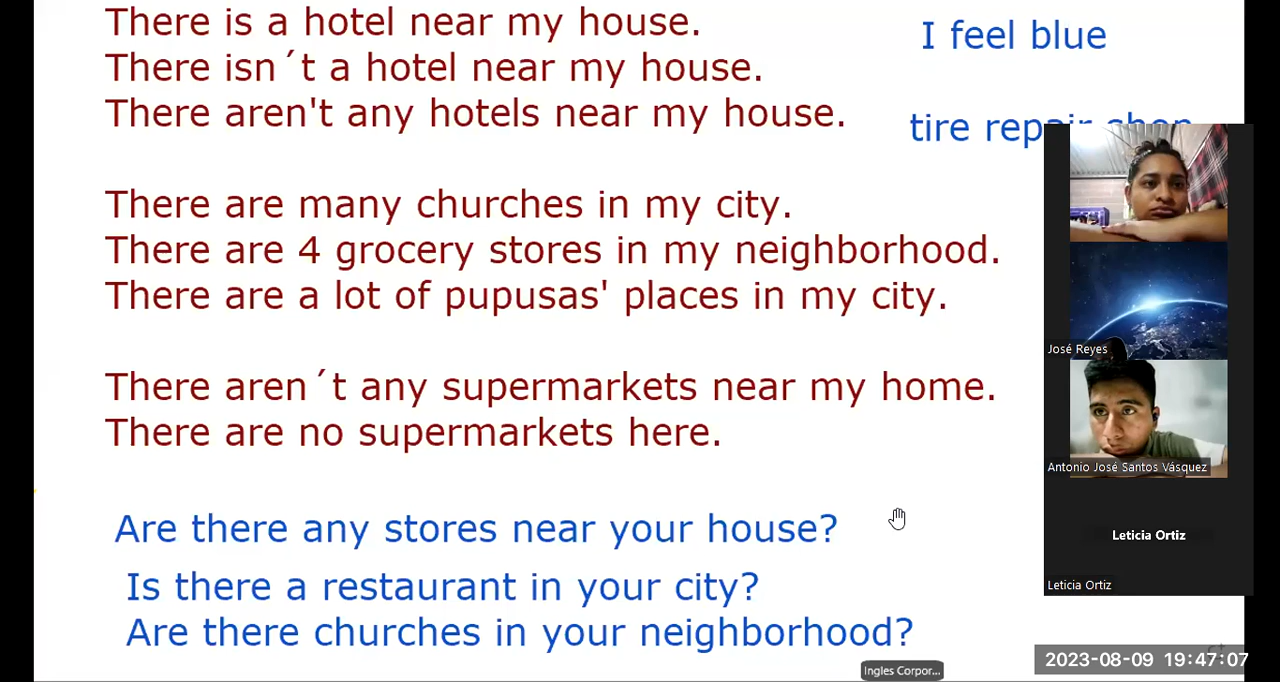 There is a hotel near my house.
There isn´t a hotel near my house.
There aren't any hotels near my house.
There are many churches in my city.
There are 4 grocery stores in my neighborhood.
There are a lot of pupusas' places in my city.
There aren´t any supermarkets near my home.
There are no supermarkets here.
Are there any stores near your house?
Is there a restaurant in your city?
Are there churches in your neighborhood?
I feel blue
tire repair shop
José Reyes
Antonio José Santos Vásquez
Leticia Ortiz
Leticia Ortiz
2023-08-09 19:47:07
Ingles Corpor...